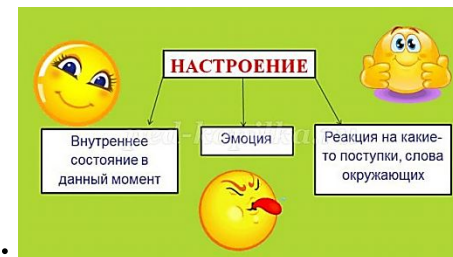 НАСТРОЕНИЕ
Внутреннее
состояние в
данный момент
Эмоция
Реакция на какие-
то поступки, слова
окружающих